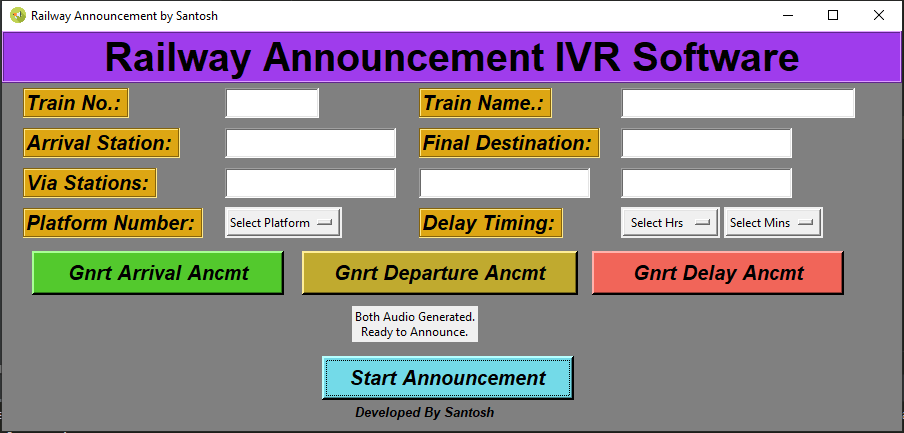 Railway Announcement by Santosh
Railway Announcement IVR Software
Train No.: Train Name.:
Arrival Station: Final Destination:
Via Stations:
Platform Number: Select Platform Delay Timing: Select Hrs Select Mins
Gnrt Arrival Ancmt Gnrt Departure Ancmt Gnrt Delay Ancmt
Both Audio Generated.
Ready to Announce.
Start Announcement
Developed By Santosh